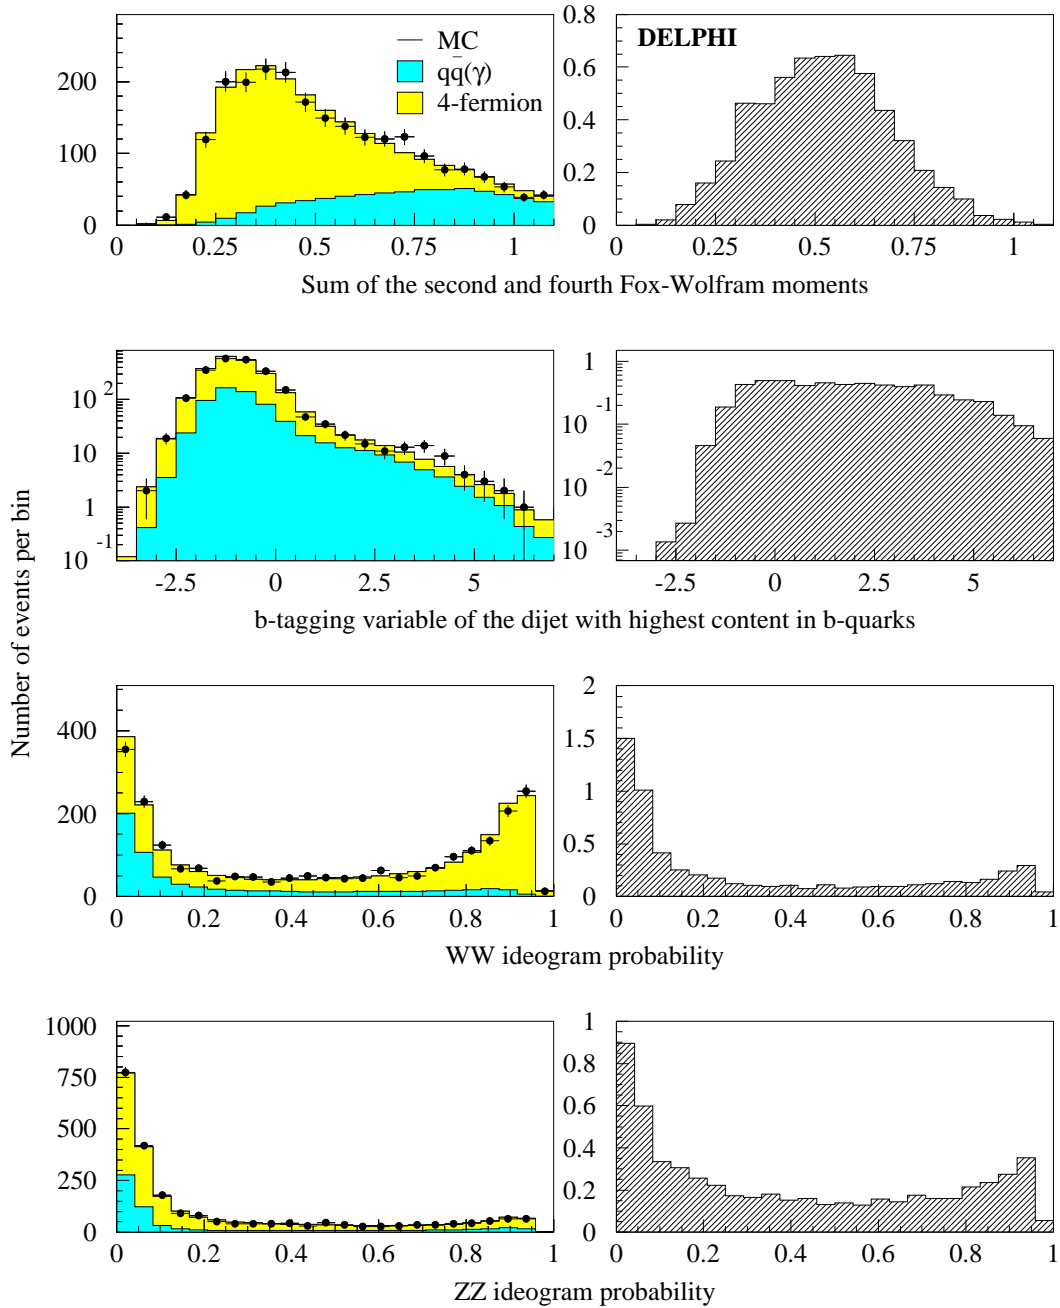 MC
qq̄(γ)
4-fermion
DELPHI
200
100
0
0 0.25 0.5 0.75 1
0.8
0.6
0.4
0.2
0
0 0.25 0.5 0.75 1
Sum of the second and fourth Fox-Wolfram moments
10 2
10
1
10 -1
-2.5 0 2.5 5
1
10 -1
10 -2
10 -3
-2.5 0 2.5 5
b-tagging variable of the dijet with highest content in b-quarks
Number of events per bin
400
200
0
0 0.2 0.4 0.6 0.8 1
2
1.5
1
0.5
0
0 0.2 0.4 0.6 0.8 1
WW ideogram probability
1000
750
500
250
0
0 0.2 0.4 0.6 0.8 1
1
0.8
0.6
0.4
0.2
0
0 0.2 0.4 0.6 0.8 1
ZZ ideogram probability